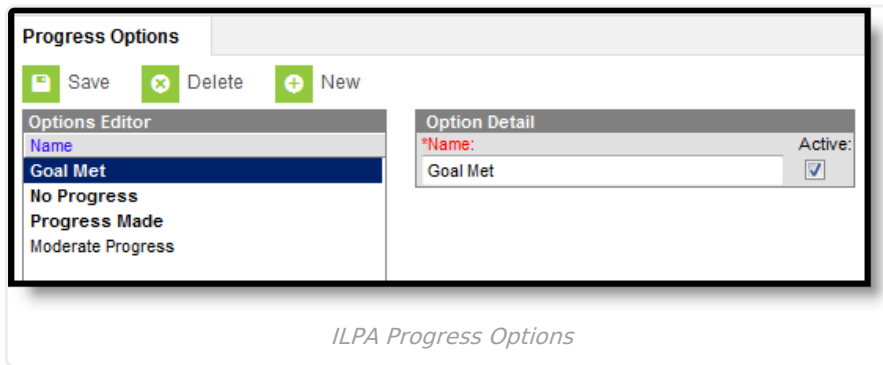 Progress Options
Save Delete New
Options Editor
Name
Goal Met
No Progress
Progress Made
Moderate Progress
Option Detail
*Name: Active:
Goal Met
ILPA Progress Options